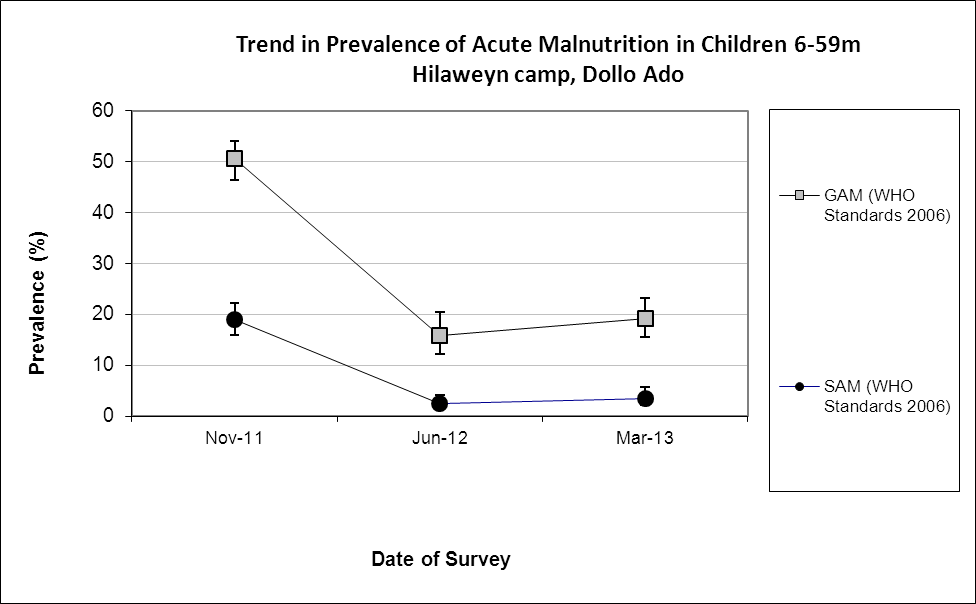 Trend in Prevalence of Acute Malnutrition in Children 6-59m
Hilaweyn camp, Dollo Ado
60
50
40
30
20
10
0
Prevalence (%)
Nov-11
Jun-12
Mar-13
Date of Survey
GAM (WHO
Standards 2006)
SAM (WHO
Standards 2006)